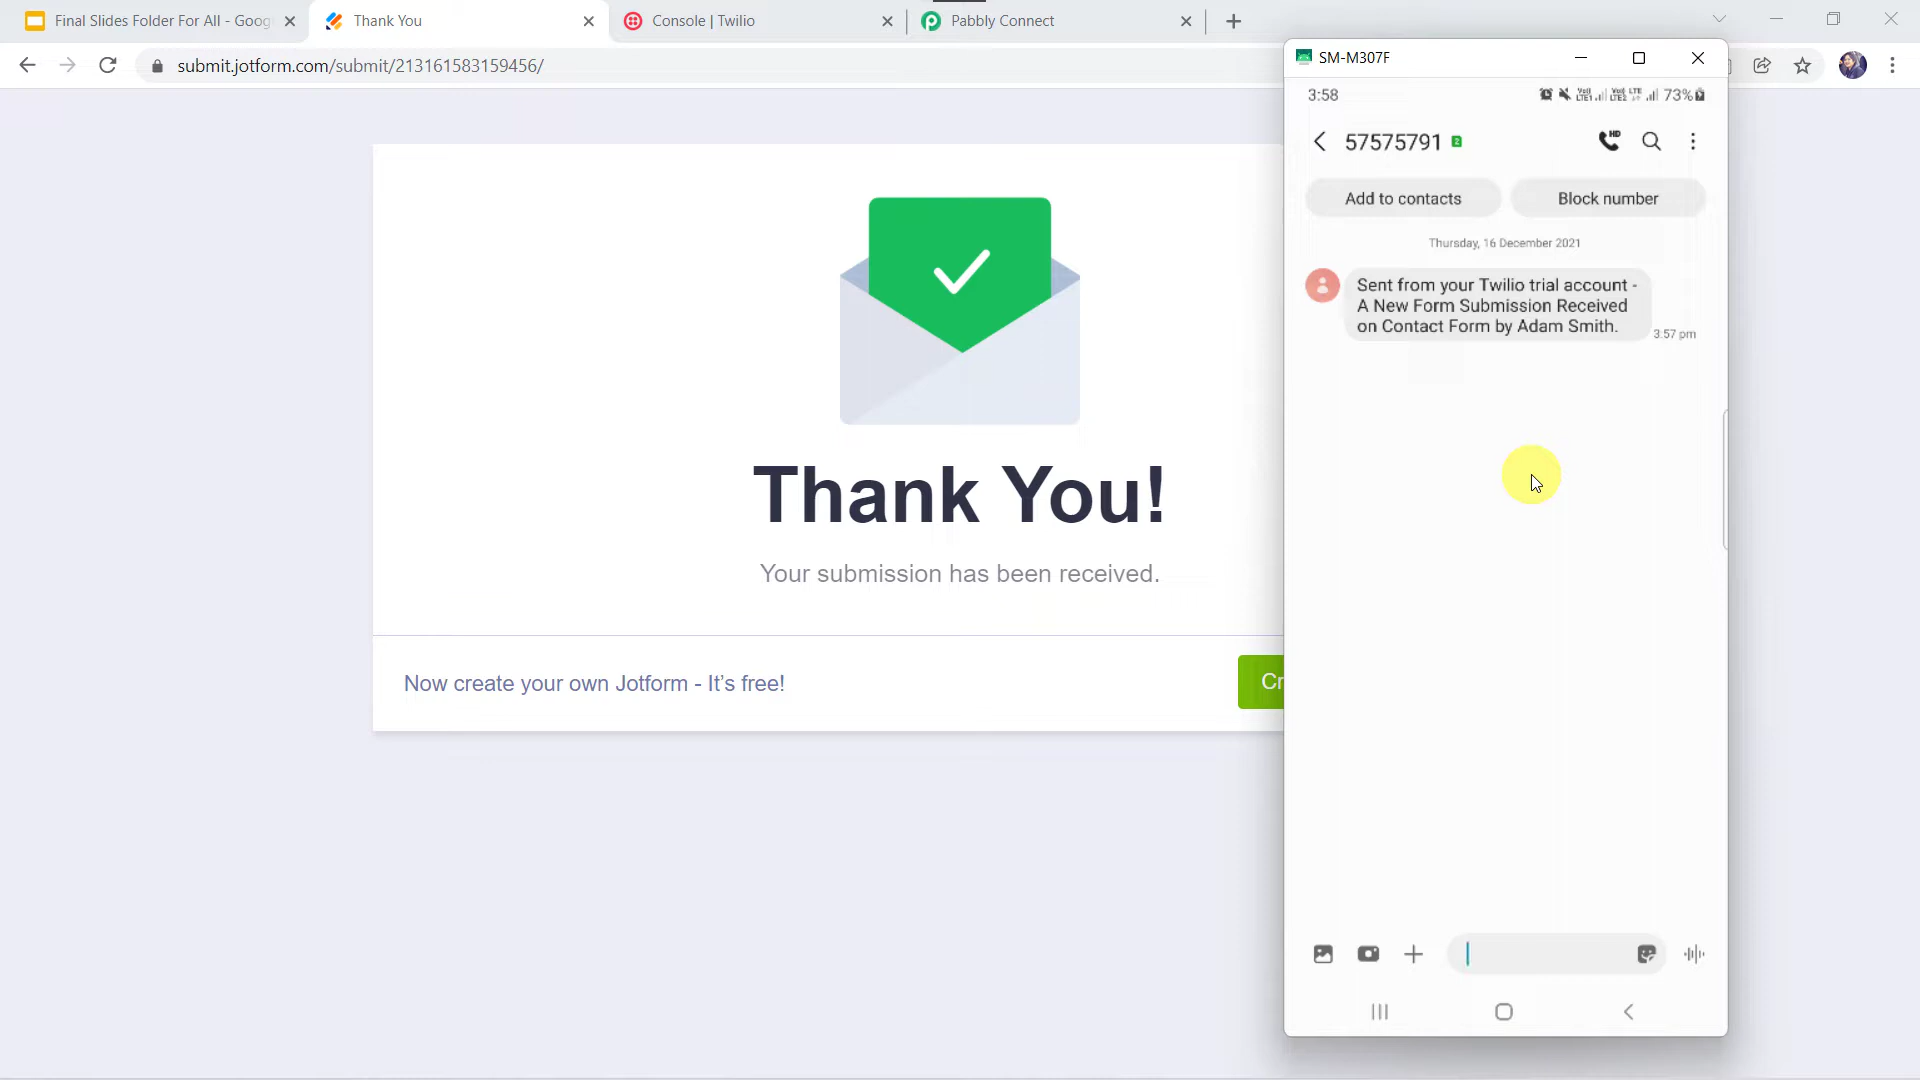 Final Slides Folder For All - Goog
Thank You
Console | Twilio
Pabbly Connect
submit.jotform.com/submit/213161583159456/
Thank You!
Your submission has been received.
Now create your own Jotform - It's free!
Cr
SM-M307F
3:58
73%
57575791
2
HD
Add to contacts
Block number
Thursday, 16 December 2021
Sent from your Twilio trial account -
A New Form Submission Received
on Contact Form by Adam Smith.
3:57 pm